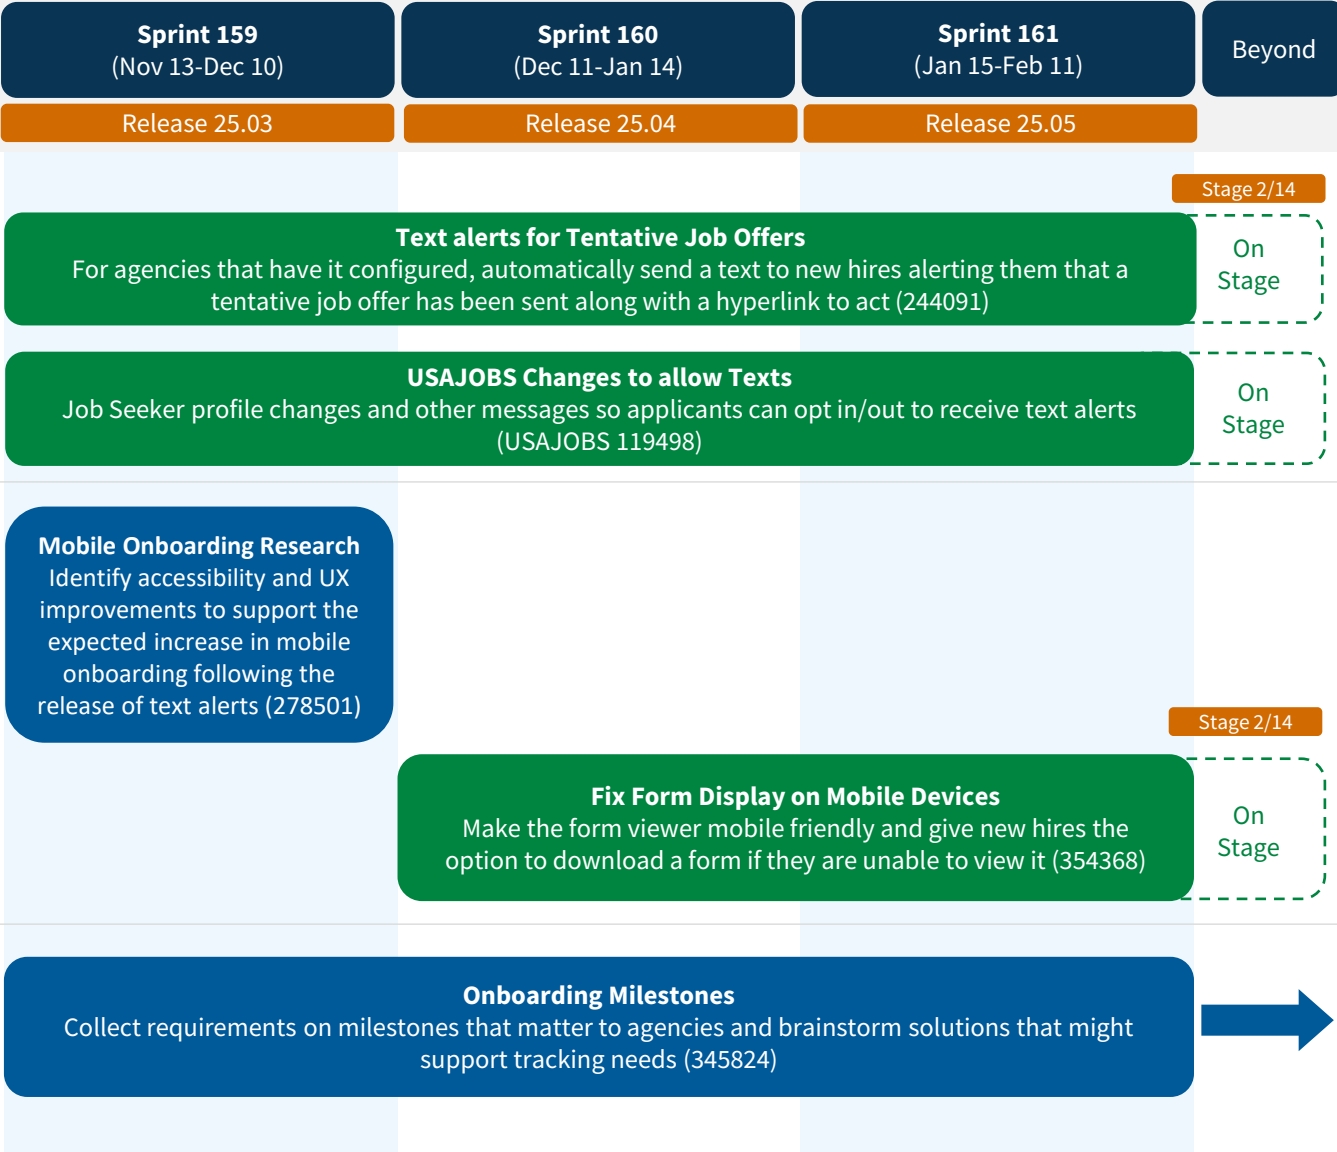 Sprint 159
(Nov 13-Dec 10)
Sprint 160
(Dec 11-Jan 14)
Sprint 161
(Jan 15-Feb 11)
Beyond
Release 25.03
Release 25.04
Release 25.05
Stage 2/14
Text alerts for Tentative Job Offers
For agencies that have it configured, automatically send a text to new hires alerting them that a
tentative job offer has been sent along with a hyperlink to act (244091)
On
Stage
USAJOBS Changes to allow Texts
Job Seeker profile changes and other messages so applicants can opt in/out to receive text alerts
(USAJOBS 119498)
On
Stage
Mobile Onboarding Research
Identify accessibility and UX
improvements to support the
expected increase in mobile
onboarding following the
release of text alerts (278501)
Stage 2/14
Fix Form Display on Mobile Devices
Make the form viewer mobile friendly and give new hires the
option to download a form if they are unable to view it (354368)
On
Stage
Onboarding Milestones
Collect requirements on milestones that matter to agencies and brainstorm solutions that might
support tracking needs (345824)